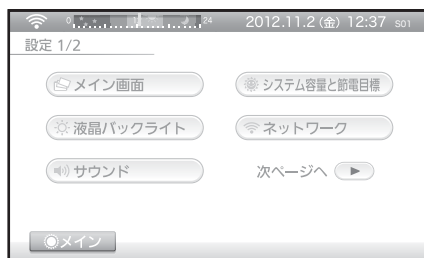 0 24 2012.11.2 (金) 12:37 S01
設定 1/2
メイン画面 システム容量と節電目標
液晶バックライト ネットワーク
サウンド 次ページへ
メイン